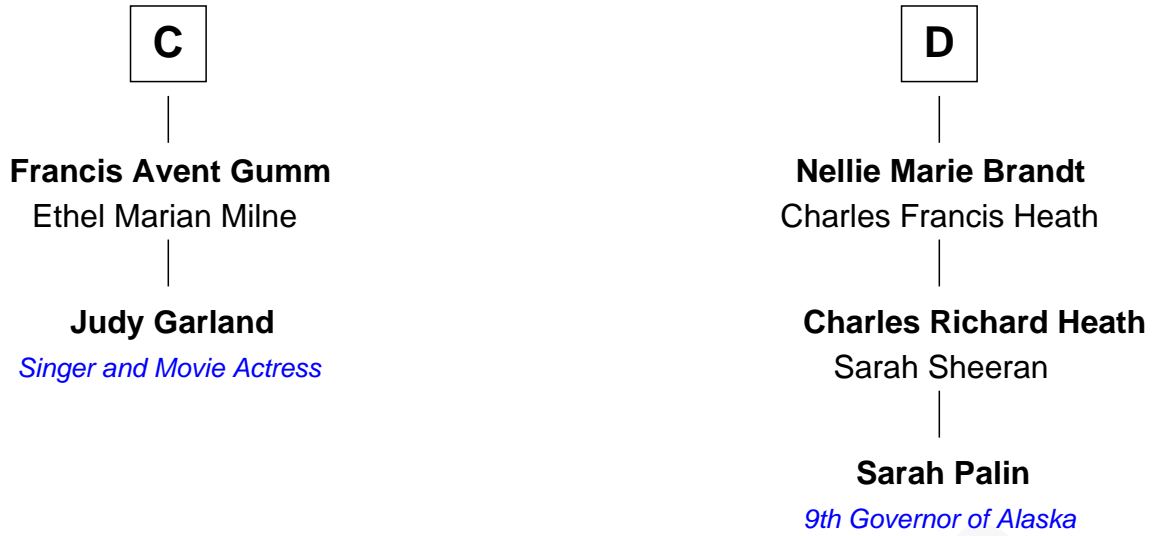 C
Francis Avent Gumm
Ethel Marian Milne
Judy Garland
Singer and Movie Actress
D
Nellie Marie Brandt
Charles Francis Heath
Charles Richard Heath
Sarah Sheeran
Sarah Palin
9th Governor of Alaska